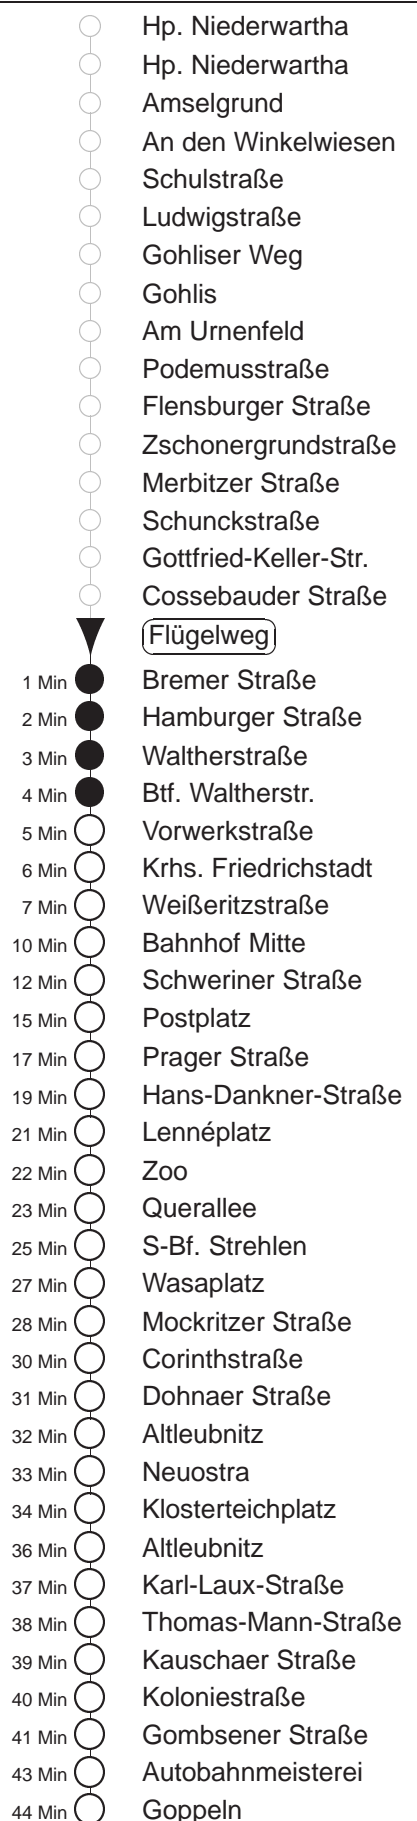 Hp. Niederwartha
Hp. Niederwartha
Amselgrund
An den Winkelwiesen
Schulstraße
Ludwigstraße
Gohliser Weg
Gohlis
Am Urnenfeld
Podemusstraße
Flensburger Straße
Zschonergrundstraße
Merbitzer Straße
Schunckstraße
Gottfried-Keller-Str.
Cossebauder Straße
Flügelweg
1 Min Bremer Straße
2 Min Hamburger Straße
3 Min Waltherstraße
4 Min Btf. Waltherstr.
5 Min Vorwerkstraße
6 Min Krhs. Friedrichstadt
7 Min Weißeritzstraße
10 Min Bahnhof Mitte
12 Min Schweriner Straße
15 Min Postplatz
17 Min Prager Straße
19 Min Hans-Dankner-Straße
21 Min Lennéplatz
22 Min Zoo
23 Min Querallee
25 Min S-Bf. Strehlen
27 Min Wasaplatz
28 Min Mockritzer Straße
30 Min Corinthstraße
31 Min Dohnaer Straße
32 Min Altleubnitz
33 Min Neuostra
34 Min Klosterteichplatz
36 Min Altleubnitz
37 Min Karl-Laux-Straße
38 Min Thomas-Mann-Straße
39 Min Kauschaer Straße
40 Min Koloniestraße
41 Min Gombsener Straße
43 Min Autobahnmeisterei
44 Min Goppeln